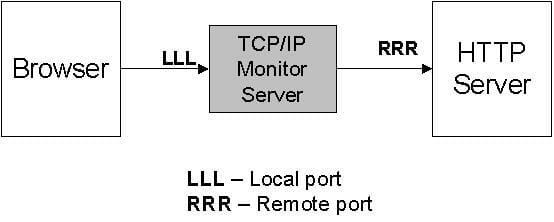 Browser
LLL
TCP/IP
Monitor
Server
RRR
HTTP
Server
LLL – Local port
RRR – Remote port